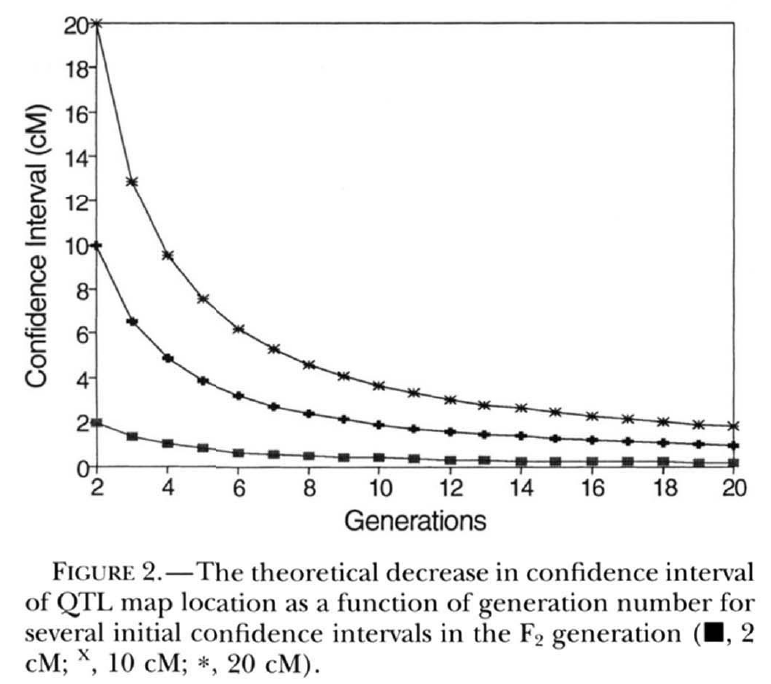 20
18
16
14
12
10
8
6
4
2
0
Confidence Interval (cM)
2 4 6 8 10 12 14 16 18 20
Generations
FIGURE 2.—The theoretical decrease in confidence interval
of QTL map location as a function of generation number for
several initial confidence intervals in the F₂ generation (■, 2
cM; ˣ, 10 cM; *, 20 cM).